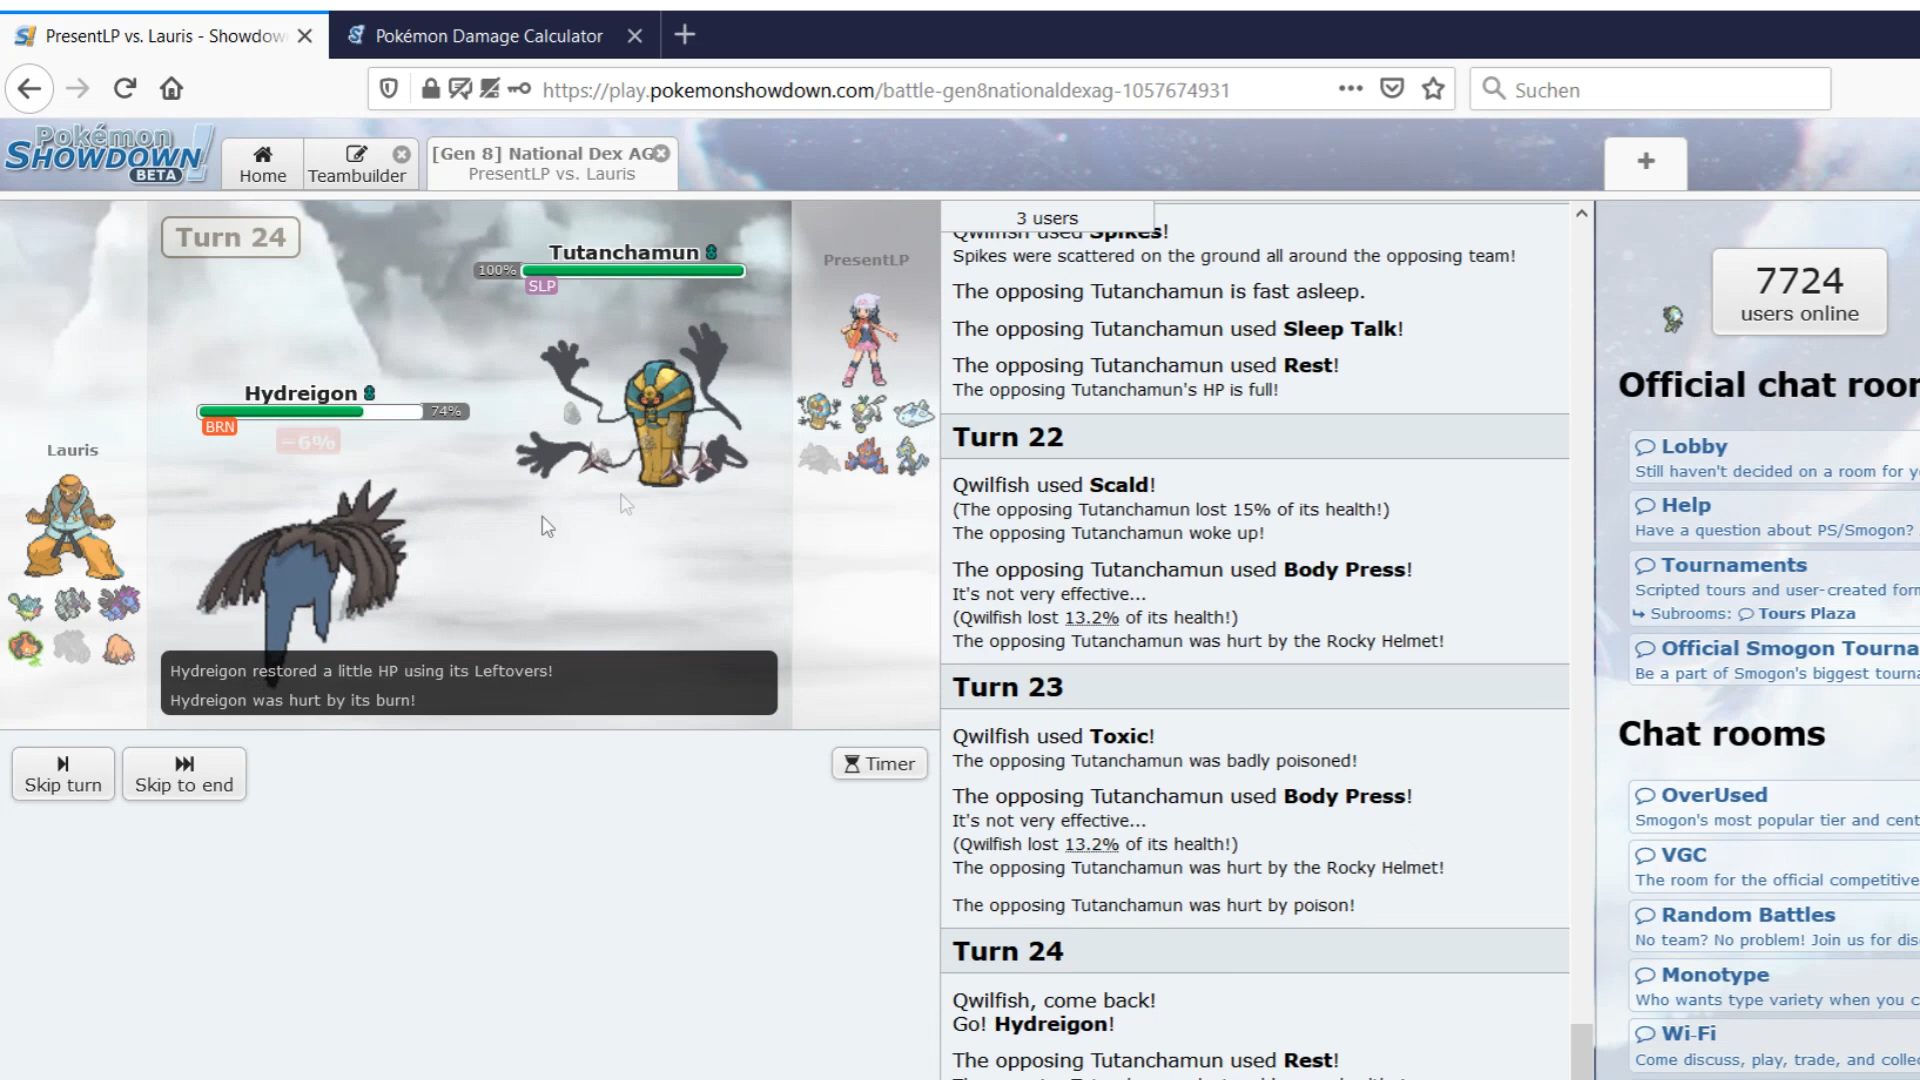 PresentLP vs. Lauris - Showdow
Pokémon Damage Calculator
https://play.pokemonshowdown.com/battle-gen8nationaldexag-1057674931
Suchen
Pokémon
SHOWDOWN!
BETA
Home
Teambuilder
[Gen 8] National Dex AG
PresentLP vs. Lauris
+
Turn 24
Tutanchamun
100%
SLP
Hydreigon
74%
BRN
−6%
PresentLP
Lauris
Hydreigon restored a little HP using its Leftovers!
Hydreigon was hurt by its burn!
Skip turn
Skip to end
Timer
3 users
Qwilfish used Spikes!
Spikes were scattered on the ground all around the opposing team!
The opposing Tutanchamun is fast asleep.
The opposing Tutanchamun used Sleep Talk!
The opposing Tutanchamun used Rest!
The opposing Tutanchamun's HP is full!
Turn 22
Qwilfish used Scald!
(The opposing Tutanchamun lost 15% of its health!)
The opposing Tutanchamun woke up!
The opposing Tutanchamun used Body Press!
It's not very effective...
(Qwilfish lost 13.2% of its health!)
The opposing Tutanchamun was hurt by the Rocky Helmet!
Turn 23
Qwilfish used Toxic!
The opposing Tutanchamun was badly poisoned!
The opposing Tutanchamun used Body Press!
It's not very effective...
(Qwilfish lost 13.2% of its health!)
The opposing Tutanchamun was hurt by the Rocky Helmet!
The opposing Tutanchamun was hurt by poison!
Turn 24
Qwilfish, come back!
Go! Hydreigon!
The opposing Tutanchamun used Rest!
7724
users online
Official chat roor
Lobby
Still haven't decided on a room for y
Help
Have a question about PS/Smogon?
Tournaments
Scripted tours and user-created form
↳ Subrooms: Tours Plaza
Official Smogon Tourna
Be a part of Smogon's biggest tourna
Chat rooms
OverUsed
Smogon's most popular tier and cent
VGC
The room for the official competitive
Random Battles
No team? No problem! Join us for dis
Monotype
Who wants type variety when you c
Wi-Fi
Come discuss, play, trade, and colle